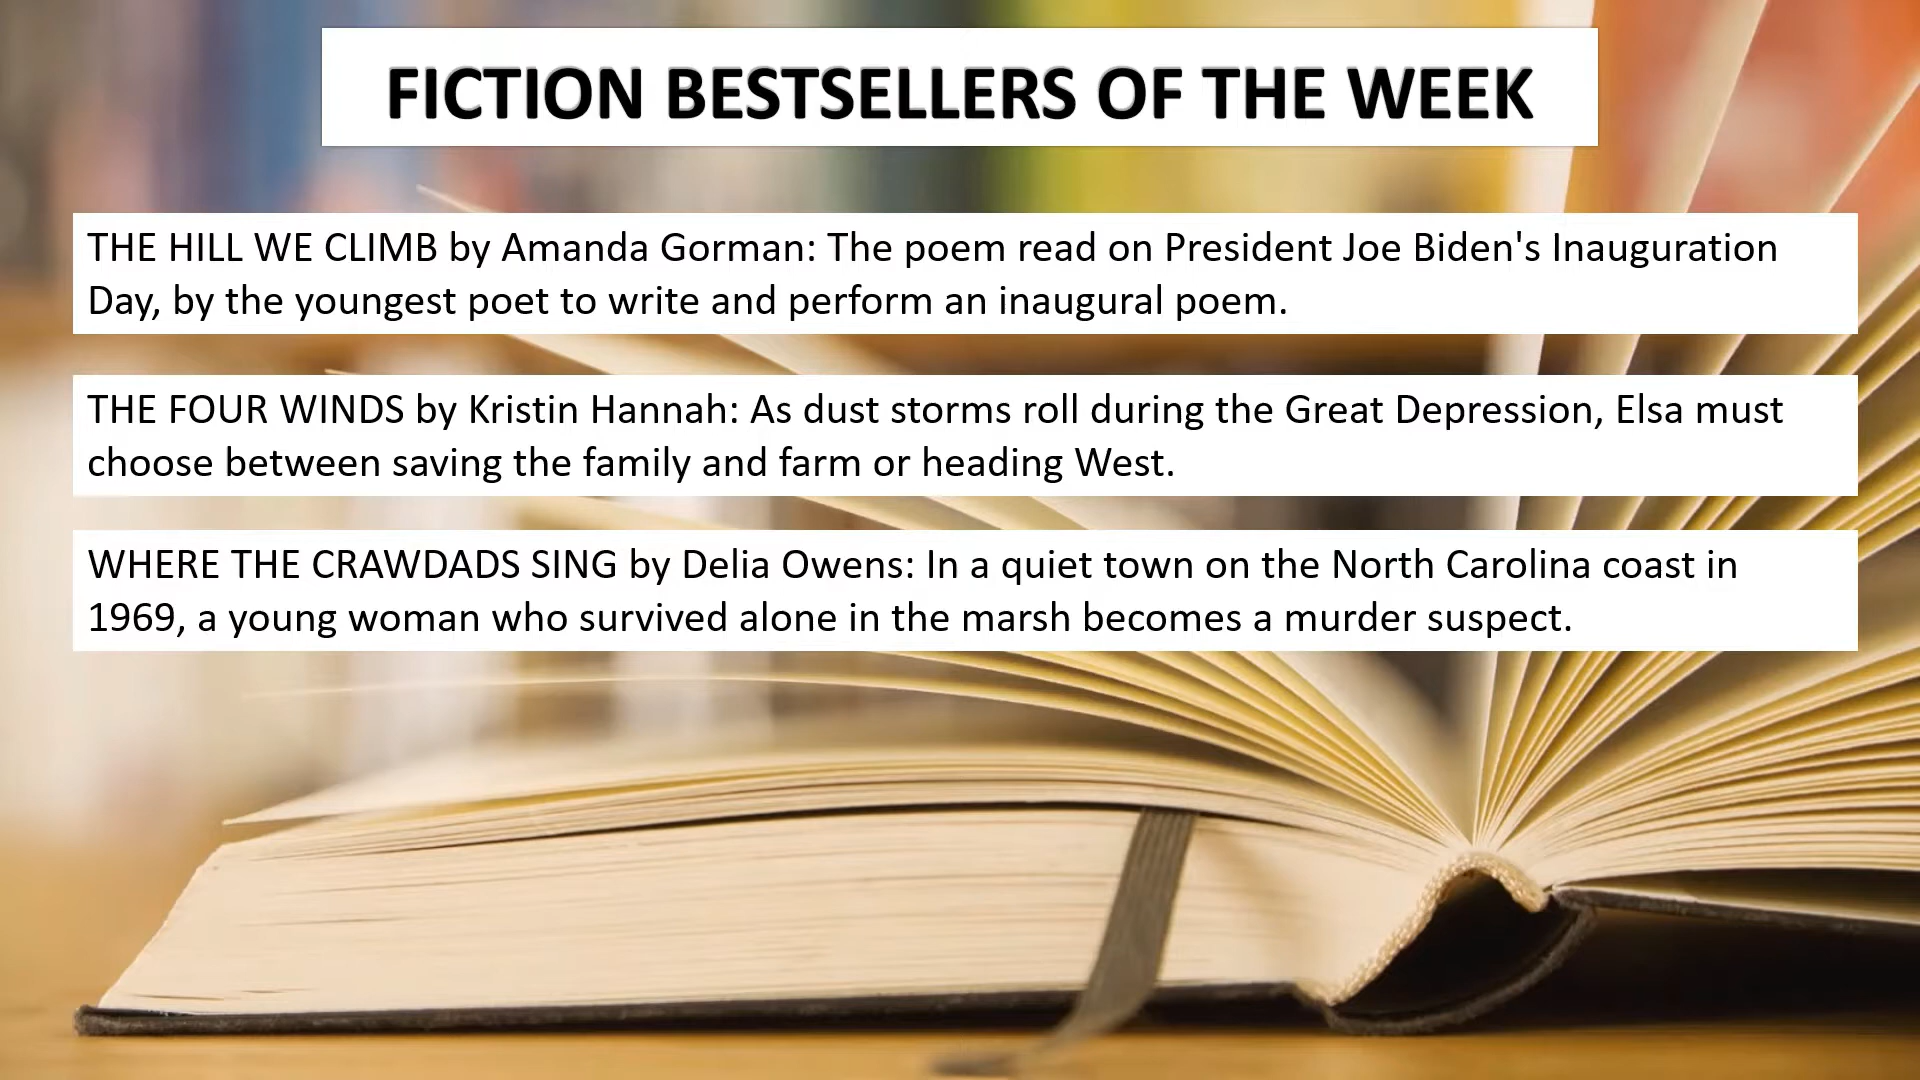 FICTION BESTSELLERS OF THE WEEK
THE HILL WE CLIMB by Amanda Gorman: The poem read on President Joe Biden's Inauguration
Day, by the youngest poet to write and perform an inaugural poem.
THE FOUR WINDS by Kristin Hannah: As dust storms roll during the Great Depression, Elsa must
choose between saving the family and farm or heading West.
WHERE THE CRAWDADS SING by Delia Owens: In a quiet town on the North Carolina coast in
1969, a young woman who survived alone in the marsh becomes a murder suspect.